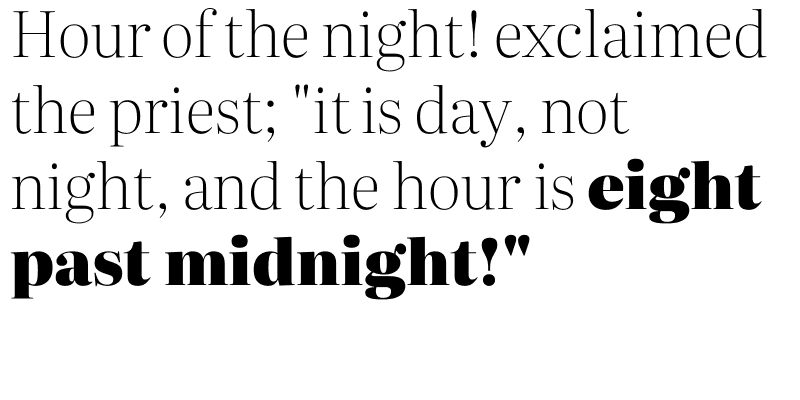 Hour of the night! exclaimed
the priest; "it is day, not
night, and the hour is eight
past midnight!"